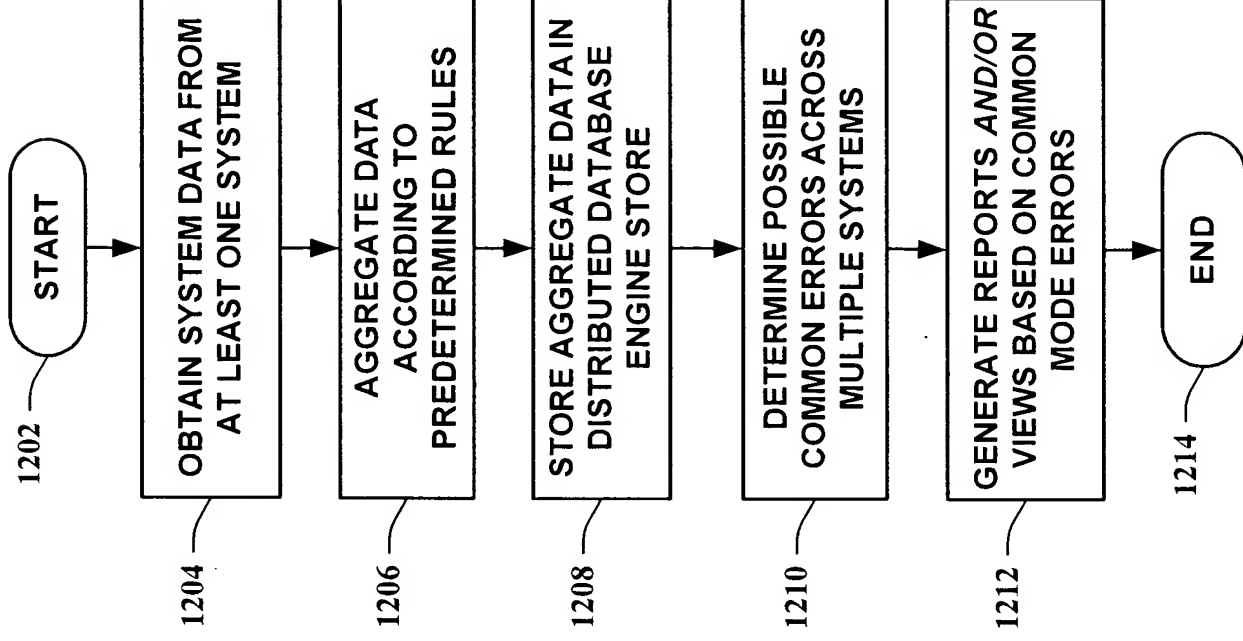 START
1202
OBTAIN SYSTEM DATA FROM
AT LEAST ONE SYSTEM
1204
AGGREGATE DATA
ACCORDING TO
PREDETERMINED RULES
1206
STORE AGGREGATE DATA IN
DISTRIBUTED DATABASE
ENGINE STORE
1208
DETERMINE POSSIBLE
COMMON ERRORS ACROSS
MULTIPLE SYSTEMS
1210
GENERATE REPORTS AND/OR
VIEWS BASED ON COMMON
MODE ERRORS
1212
END
1214